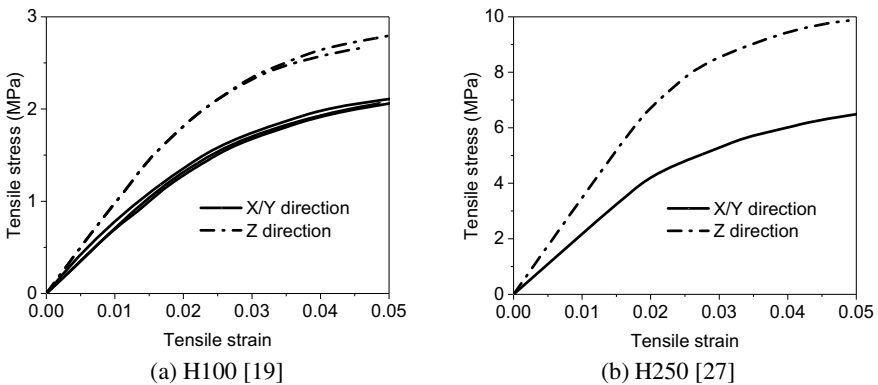 3
2
1
0
Tensile stress (MPa)
X/Y direction
Z direction
0.00 0.01 0.02 0.03 0.04 0.05
Tensile strain
(a) H100 [19]
10
8
6
4
2
0
Tensile stress (MPa)
X/Y direction
Z direction
0.00 0.01 0.02 0.03 0.04 0.05
Tensile strain
(b) H250 [27]